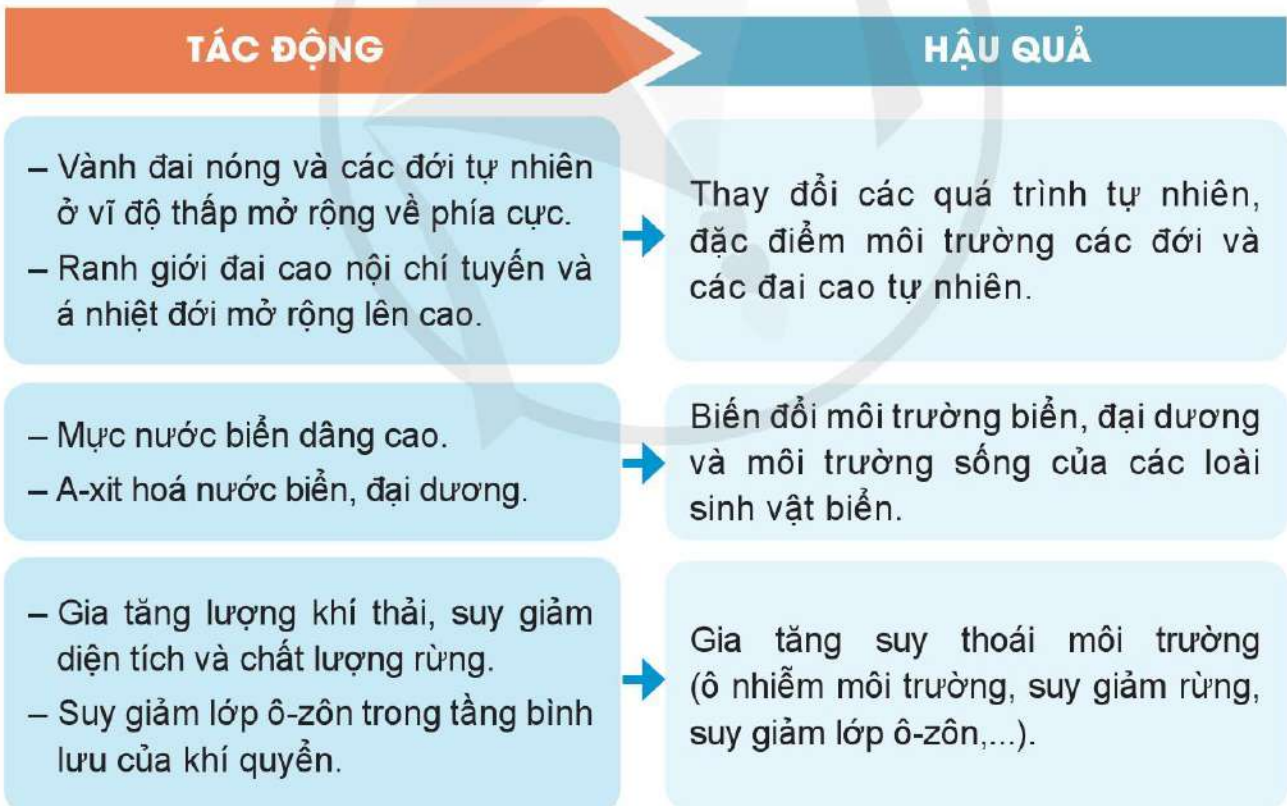 TÁC ĐỘNG
HẬU QUẢ
– Vành đai nóng và các đới tự nhiên
ở vĩ độ thấp mở rộng về phía cực.
– Ranh giới đai cao nội chí tuyến và
á nhiệt đới mở rộng lên cao.
Thay đổi các quá trình tự nhiên,
đặc điểm môi trường các đới và
các đai cao tự nhiên.
– Mực nước biển dâng cao.
– A-xit hoá nước biển, đại dương.
Biến đổi môi trường biển, đại dương
và môi trường sống của các loài
sinh vật biển.
– Gia tăng lượng khí thải, suy giảm
diện tích và chất lượng rừng.
– Suy giảm lớp ô-zôn trong tầng bình
lưu của khí quyển.
Gia tăng suy thoái môi trường
(ô nhiễm môi trường, suy giảm rừng,
suy giảm lớp ô-zôn,...).